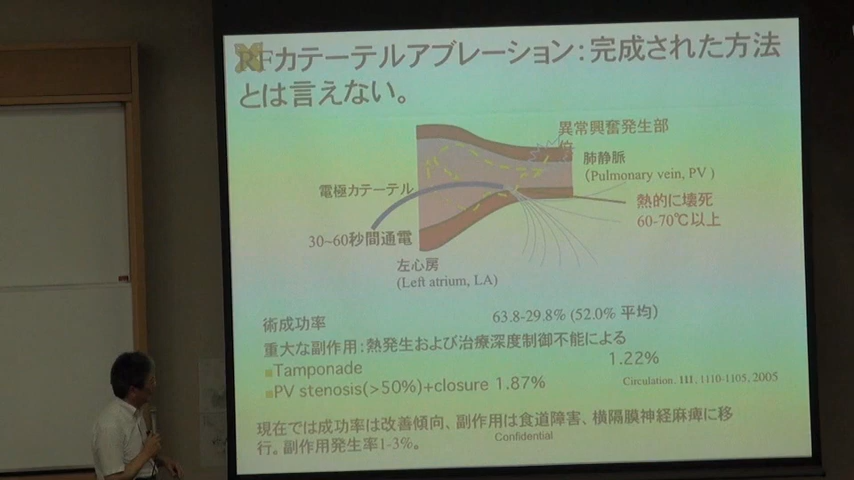 RFカテーテルアブレーション：完成された方法
とは言えない。
異常興奮発生部
位
肺静脈
(Pulmonary vein, PV )
電極カテーテル
熱的に壊死
60-70℃以上
30~60秒間通電
左心房
(Left atrium, LA)
術成功率 63.8-29.8% (52.0% 平均)
重大な副作用：熱発生および治療深度制御不能による
Tamponade 1.22%
PV stenosis(>50%)+closure 1.87%
Circulation. 111, 1110-1105, 2005
現在では成功率は改善傾向、副作用は食道障害、横隔膜神経麻痺に移
行。副作用発生率1-3%。
Confidential